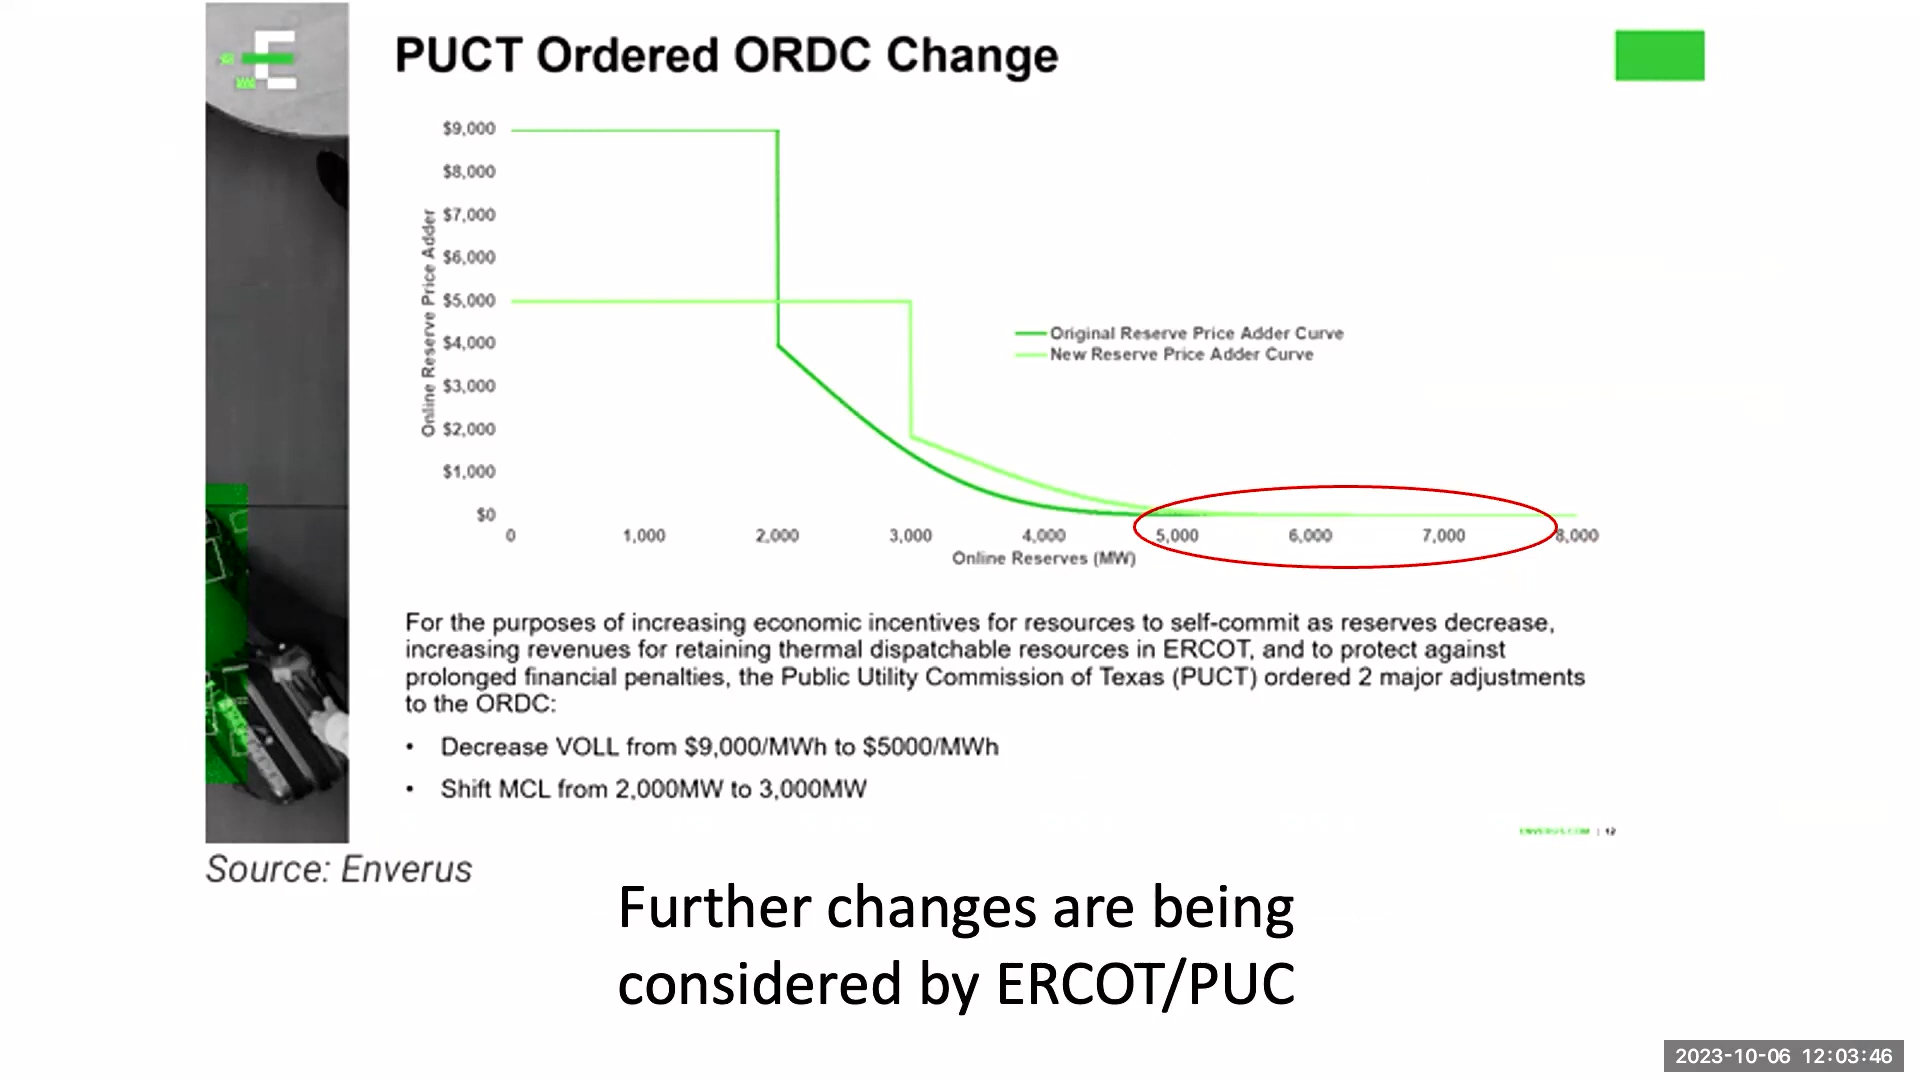 PUCT Ordered ORDC Change
$9,000
$8,000
$7,000
$6,000
$5,000
$4,000
$3,000
$2,000
$1,000
$0
Online Reserve Price Adder
Original Reserve Price Adder Curve
New Reserve Price Adder Curve
0 1,000 2,000 3,000 4,000 5,000 6,000 7,000 8,000
Online Reserves (MW)
For the purposes of increasing economic incentives for resources to self-commit as reserves decrease,
increasing revenues for retaining thermal dispatchable resources in ERCOT, and to protect against
prolonged financial penalties, the Public Utility Commission of Texas (PUCT) ordered 2 major adjustments
to the ORDC:
• Decrease VOLL from $9,000/MWh to $5000/MWh
• Shift MCL from 2,000MW to 3,000MW
ENVERUS.COM | 12
Source: Enverus
Further changes are being
considered by ERCOT/PUC
2023-10-06 12:03:46